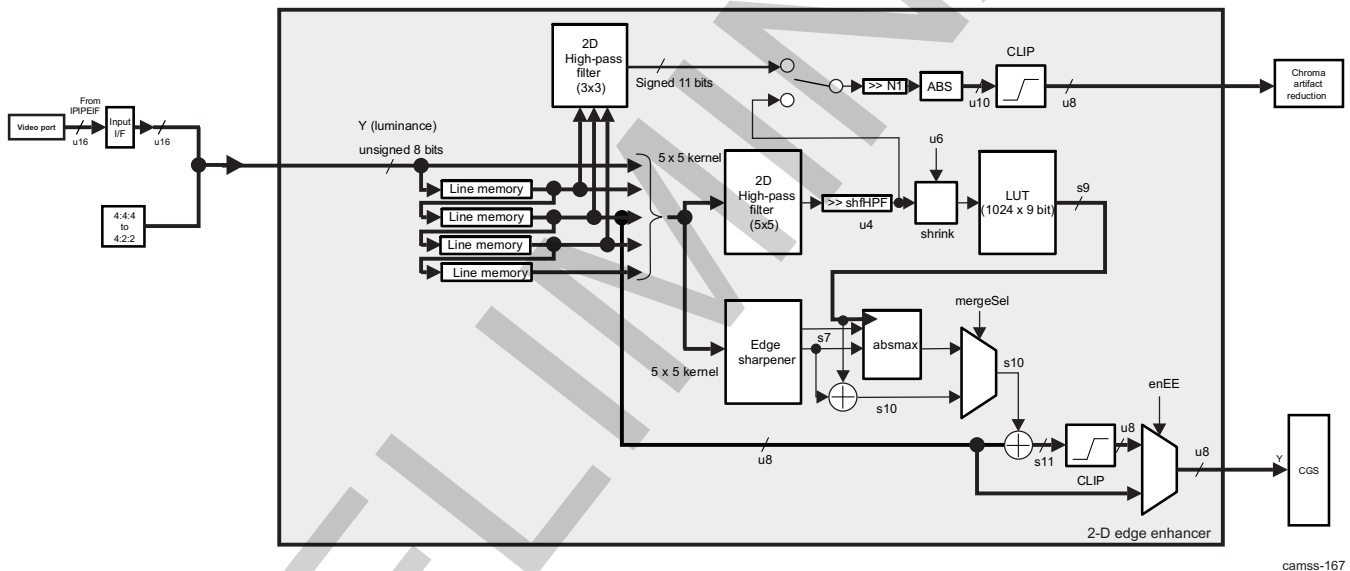 2D
High-pass
filter
(3x3)
Signed 11 bits
>> N1
ABS
u10
CLIP
u8
Chroma
artifact
reduction
Video port
From
IPIPEIF
u16
Input
I/F
u16
4:4:4
to
4:2:2
Y (luminance)
unsigned 8 bits
Line memory
Line memory
Line memory
Line memory
5 x 5 kernel
2D
High-pass
filter
(5x5)
>> shfHPF
u4
u6
shrink
LUT
(1024 x 9 bit)
s9
5 x 5 kernel
Edge
sharpener
s7
absmax
s10
mergeSel
s10
u8
s11
CLIP
u8
enEE
u8
Y
CGS
2-D edge enhancer
camss-167